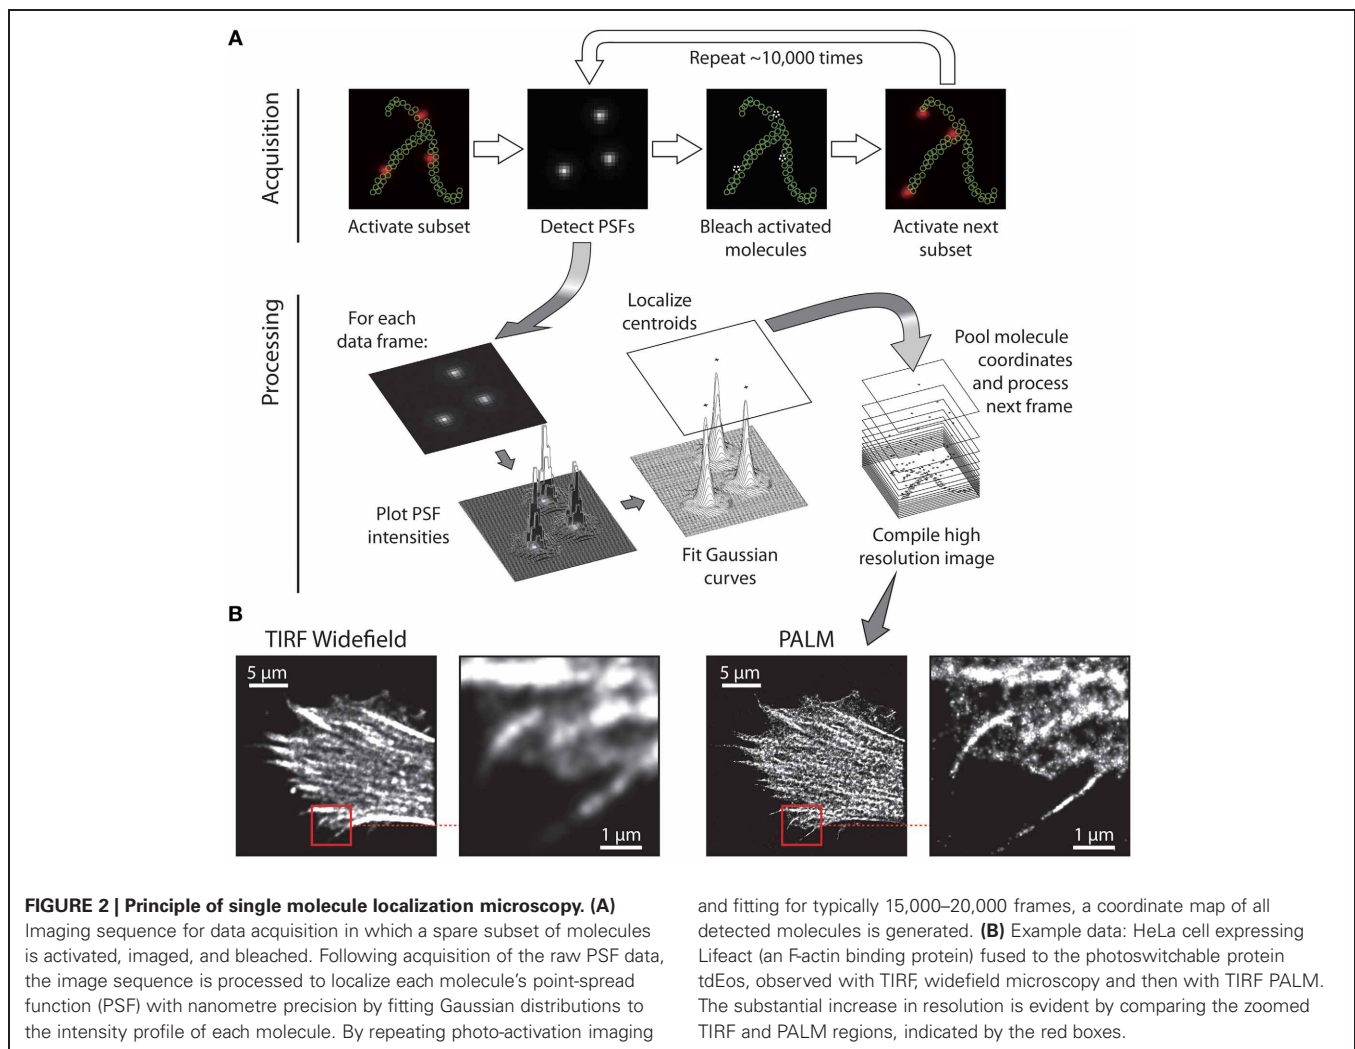 A
Repeat ~10,000 times
Acquisition
Activate subset
Detect PSFs
Bleach activated
molecules
Activate next
subset
Processing
For each
data frame:
Plot PSF
intensities
Localize
centroids
Fit Gaussian
curves
Pool molecule
coordinates
and process
next frame
Compile high
resolution image
B
TIRF Widefield
5 µm
1 µm
PALM
5 µm
1 µm
FIGURE 2 | Principle of single molecule localization microscopy. (A)
Imaging sequence for data acquisition in which a spare subset of molecules
is activated, imaged, and bleached. Following acquisition of the raw PSF data,
the image sequence is processed to localize each molecule's point-spread
function (PSF) with nanometre precision by fitting Gaussian distributions to
the intensity profile of each molecule. By repeating photo-activation imaging
and fitting for typically 15,000–20,000 frames, a coordinate map of all
detected molecules is generated. (B) Example data: HeLa cell expressing
Lifeact (an F-actin binding protein) fused to the photoswitchable protein
tdEos, observed with TIRF, widefield microscopy and then with TIRF PALM.
The substantial increase in resolution is evident by comparing the zoomed
TIRF and PALM regions, indicated by the red boxes.